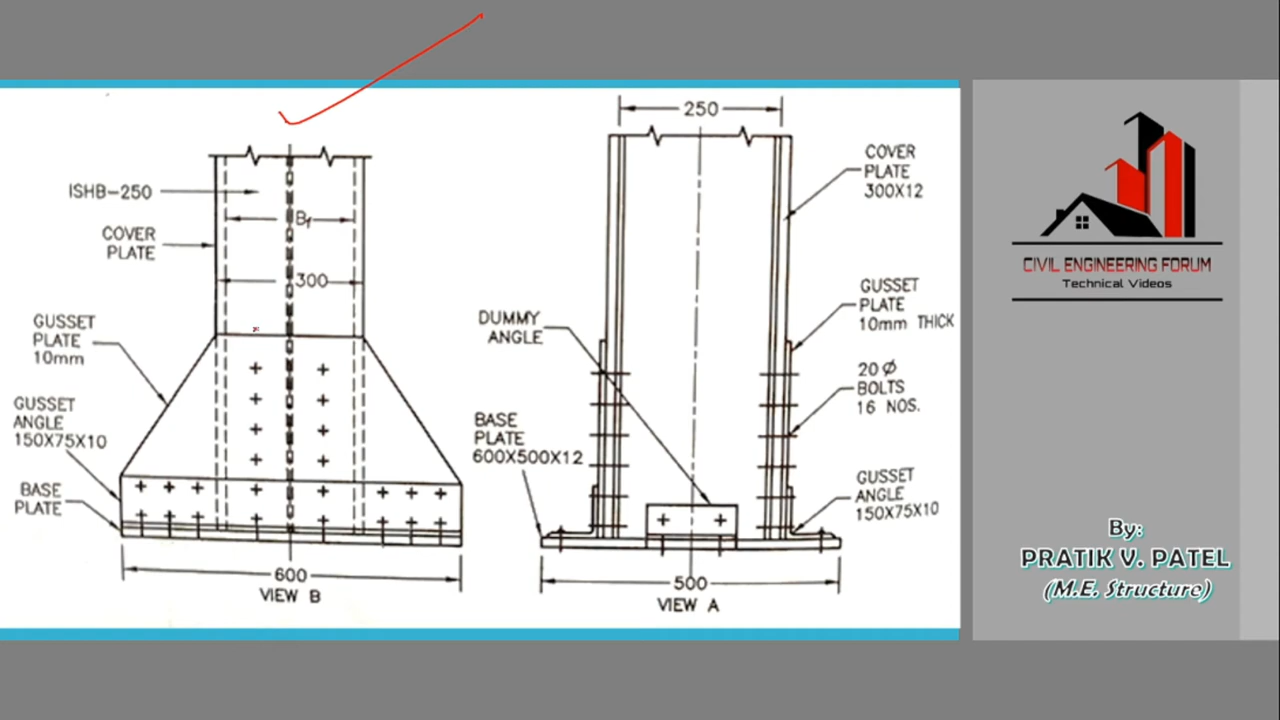 ISHB-250
Bf
COVER
PLATE
300
GUSSET
PLATE
10mm
GUSSET
ANGLE
150X75X10
BASE
PLATE
600
VIEW B
250
COVER
PLATE
300X12
GUSSET
PLATE
10mm THICK
DUMMY
ANGLE
20 Ø
BOLTS
16 NOS.
BASE
PLATE
600X500X12
GUSSET
ANGLE
150X75X10
500
VIEW A
CIVIL ENGINEERING FORUM
Technical Videos
By:
PRATIK V. PATEL
(M.E. Structure)